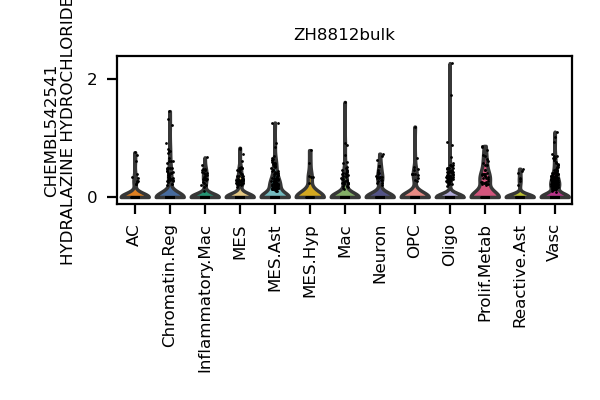 ZH8812bulk
CHEMBL542541
HYDRALAZINE HYDROCHLORIDE
2
0
AC
Chromatin.Reg
Inflammatory.Mac
MES
MES.Ast
MES.Hyp
Mac
Neuron
OPC
Oligo
Prolif.Metab
Reactive.Ast
Vasc